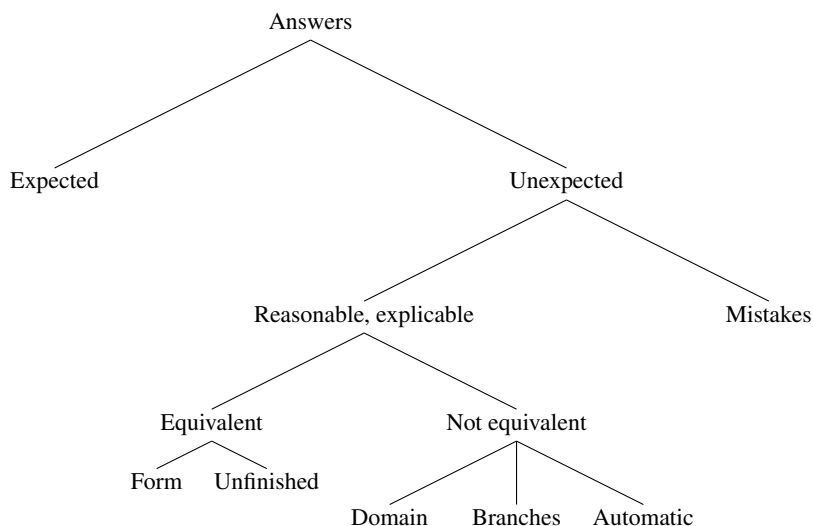 Answers
Expected Unexpected
Reasonable, explicable Mistakes
Equivalent Not equivalent
Form Unfinished
Domain Branches Automatic